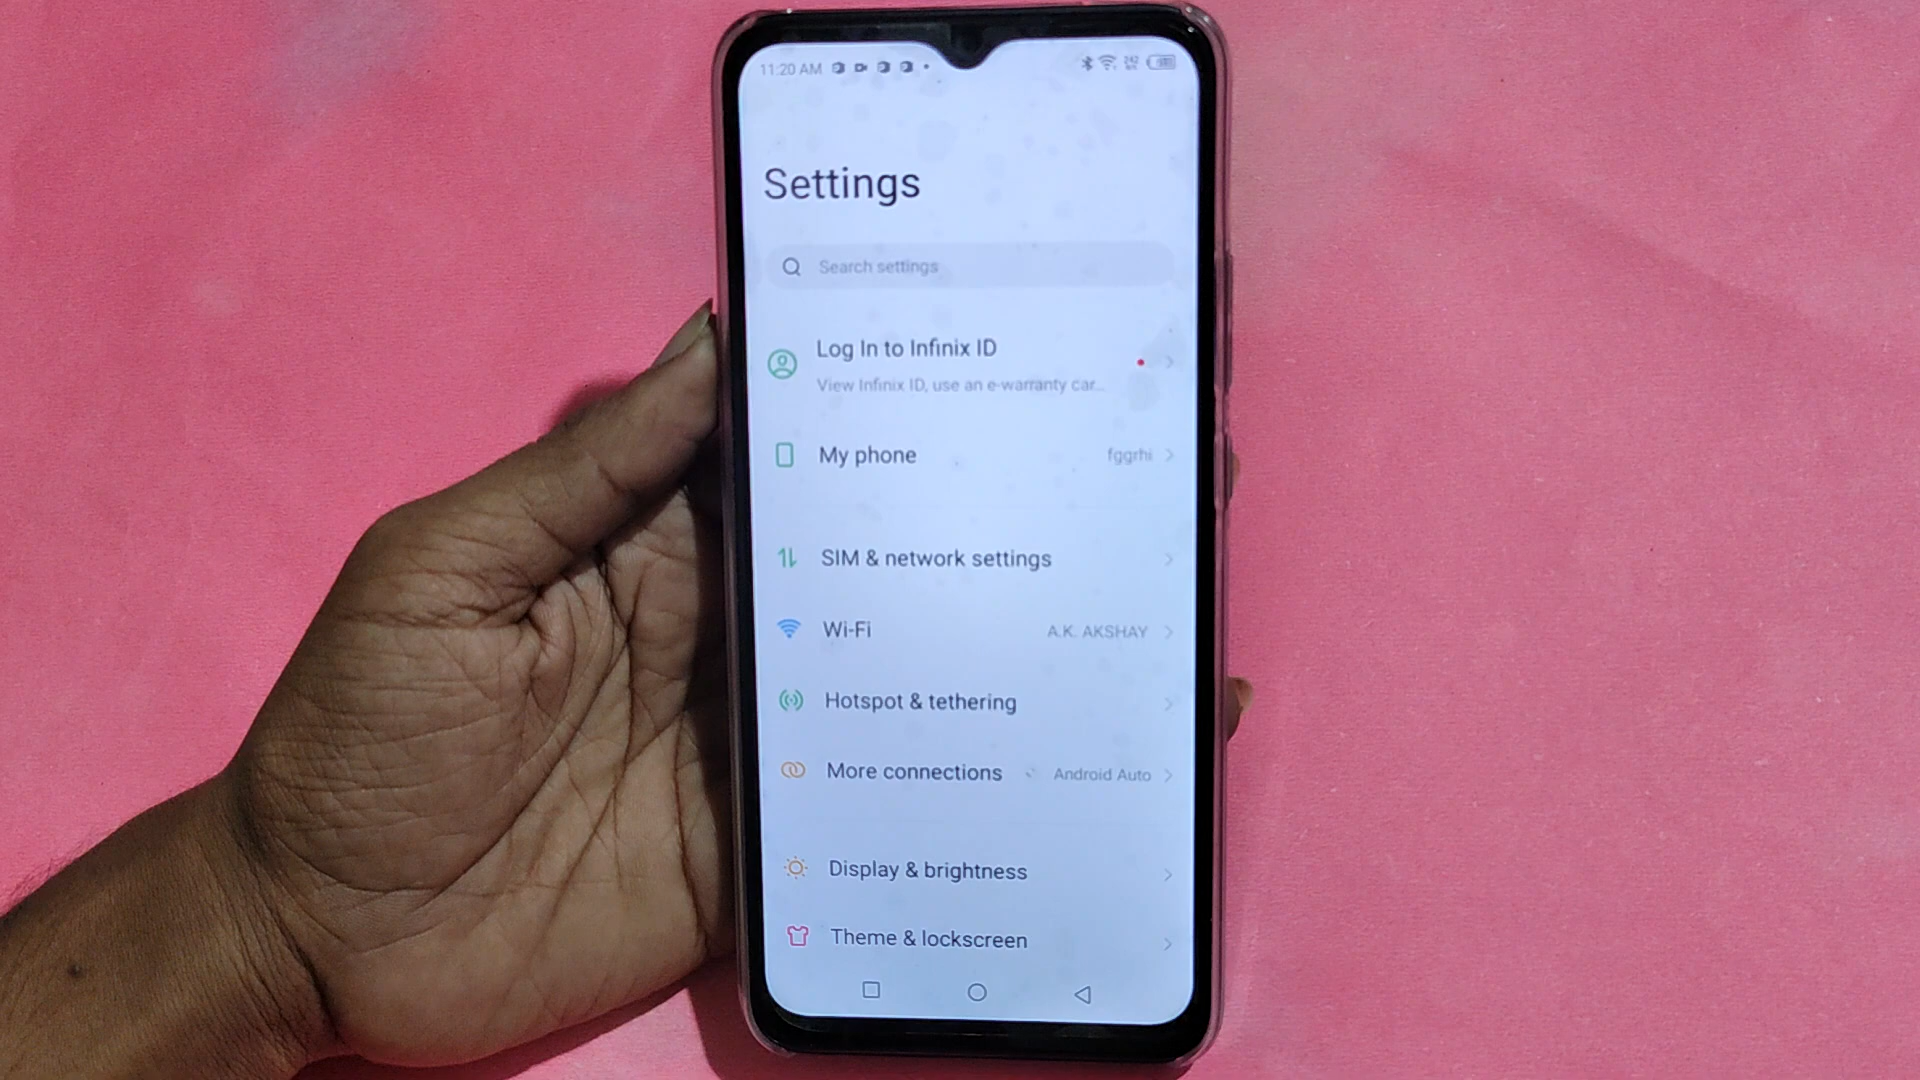 11:20 AM
Settings
Search settings
Log In to Infinix ID
View Infinix ID, use an e-warranty car...
My phone fggrhi
SIM & network settings
Wi-Fi A.K. AKSHAY
Hotspot & tethering
More connections Android Auto
Display & brightness
Theme & lockscreen